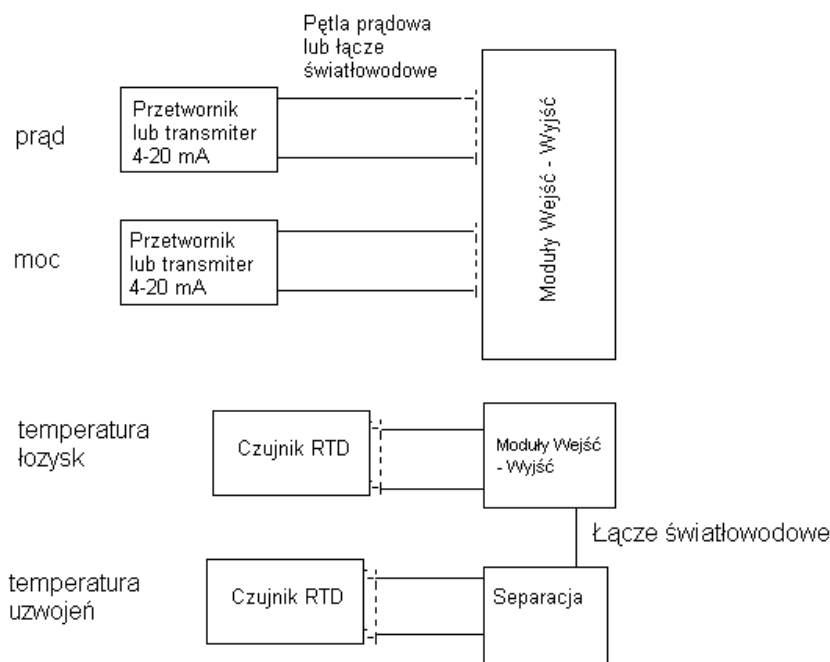 Pętla prądowa
lub łącze
światłowodowe
prąd
Przetwornik
lub transmiter
4-20 mA
moc
Przetwornik
lub transmiter
4-20 mA
Moduły Wejść - Wyjść
temperatura
łozysk
Czujnik RTD
Moduły Wejść
- Wyjść
Łącze światłowodowe
temperatura
uzwojeń
Czujnik RTD
Separacja